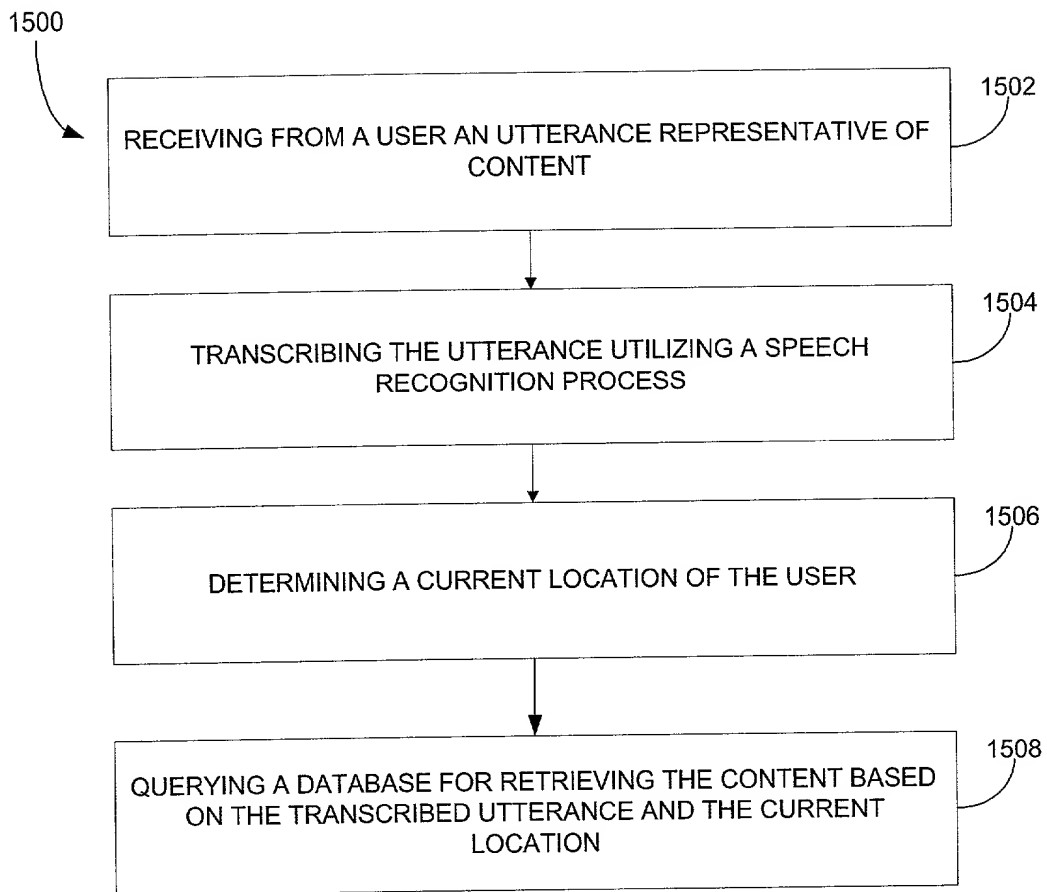 1500
1502
RECEIVING FROM A USER AN UTTERANCE REPRESENTATIVE OF
CONTENT
1504
TRANSCRIBING THE UTTERANCE UTILIZING A SPEECH
RECOGNITION PROCESS
1506
DETERMINING A CURRENT LOCATION OF THE USER
1508
QUERYING A DATABASE FOR RETRIEVING THE CONTENT BASED
ON THE TRANSCRIBED UTTERANCE AND THE CURRENT
LOCATION